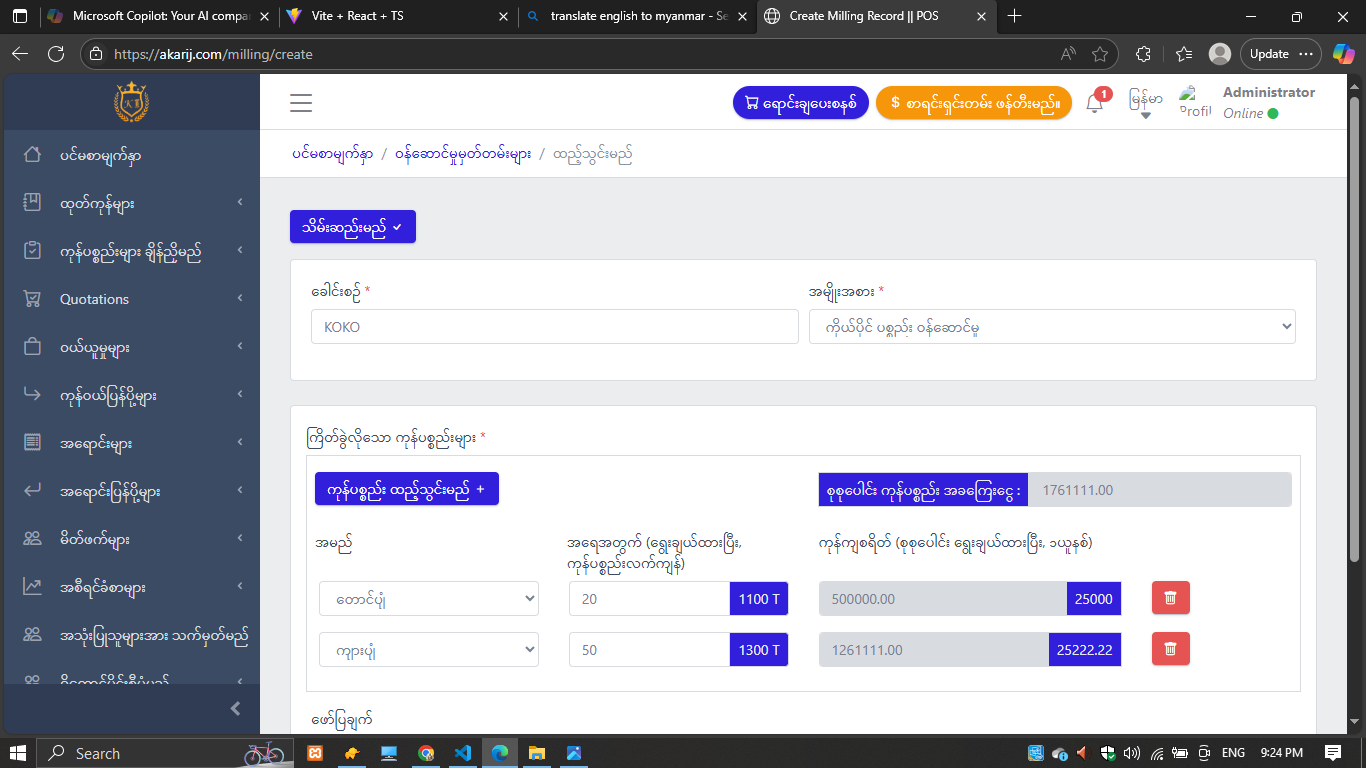 Microsoft Copilot: Your AI compa
Vite + React + TS
translate english to myanmar - Se
Create Milling Record || POS
https://akarij.com/milling/create
Update
ရောင်းချပေးစနစ်
$ စာရင်းရှင်းတမ်း ဖန်တီးမည်။
1
မြန်မာ
Profil
Administrator
Online
ပင်မစာမျက်နှာ / ဝန်ဆောင်မှုမှတ်တမ်းများ / ထည့်သွင်းမည်
ပင်မစာမျက်နှာ
ထုတ်ကုန်များ
ကုန်ပစ္စည်းများ ချိန်ညှိမည်
Quotations
ဝယ်ယူမှုများ
ကုန်ဝယ်ပြန်ပို့များ
အရောင်းများ
အရောင်းပြန်ပို့များ
မိတ်ဖက်များ
အစီရင်ခံစာများ
အသုံးပြုသူများအား သက်မှတ်မည်
သိမ်းဆည်းမည်
ခေါင်းစဉ် *
အမျိုးအစား *
KOKO
ကိုယ်ပိုင် ပစ္စည်း ဝန်ဆောင်မှု
ကြိတ်ခွဲလိုသော ကုန်ပစ္စည်းများ *
ကုန်ပစ္စည်း ထည့်သွင်းမည် +
စုစုပေါင်း ကုန်ပစ္စည်း အခကြေးငွေ :
1761111.00
အမည်
အရေအတွက် (ရွေးချယ်ထားပြီး, ကုန်ပစ္စည်းလက်ကျန်)
ကုန်ကျစရိတ် (စုစုပေါင်း ရွေးချယ်ထားပြီး, ၁ယူနစ်)
တောင်ပျံ
20
1100 T
500000.00
25000
ကျားပျံ
50
1300 T
1261111.00
25222.22
ဖော်ပြချက်
Search
ENG
9:24 PM